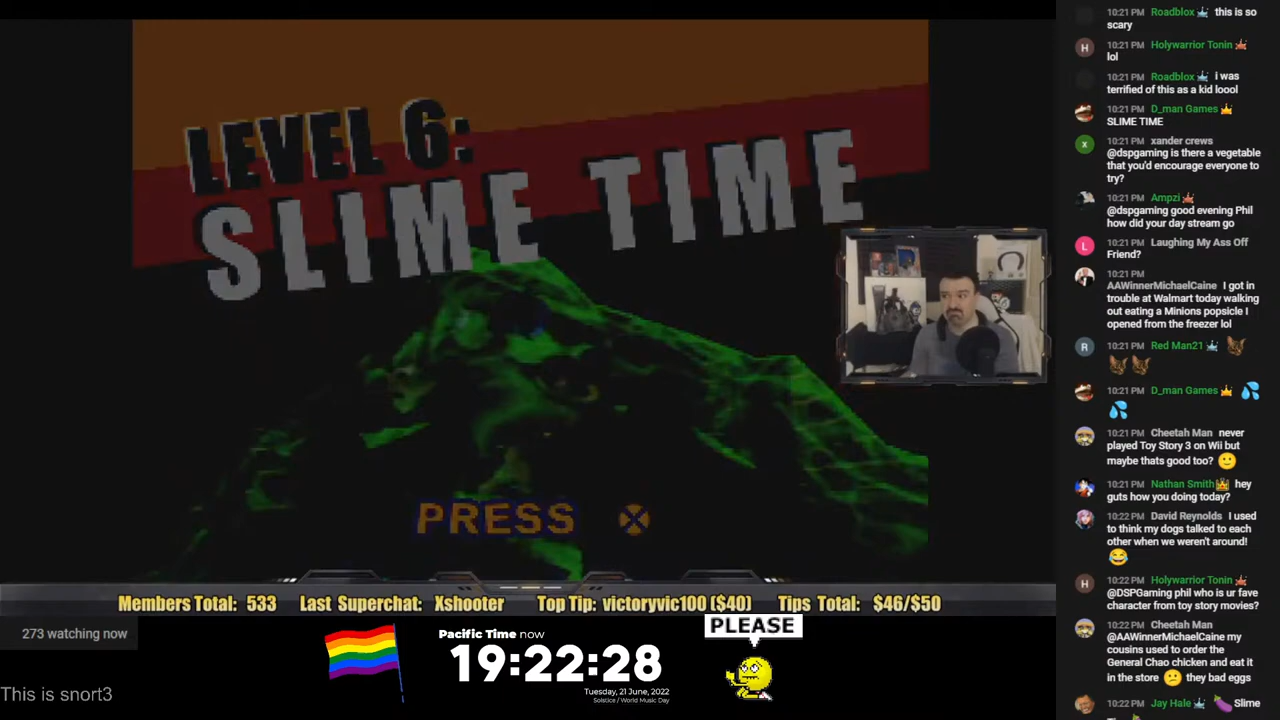 LEVEL 6:
SLIME TIME
PRESS
Members Total: 533 Last Superchat: Xshooter Top Tip: victoryvic100 ($40) Tips Total: $46/$50
273 watching now
This is snort3
Pacific Time now
19:22:28
Tuesday, 21 June, 2022
Solstice / World Music Day
PLEASE
10:21 PM Roadblox this is so
scary
H 10:21 PM Holywarrior Tonin
lol
10:21 PM Roadblox i was
terrified of this as a kid loool
10:21 PM D_man Games
SLIME TIME
x 10:21 PM xander crews
@dspgaming is there a vegetable
that you'd encourage everyone to
try?
10:21 PM Ampzi
@dspgaming good evening Phil
how did your day stream go
L 10:21 PM Laughing My Ass Off
Friend?
10:21 PM
AAWinnerMichaelCaine I got in
trouble at Walmart today walking
out eating a Minions popsicle I
opened from the freezer lol
R 10:21 PM Red Man21
10:21 PM D_man Games
10:21 PM Cheetah Man never
played Toy Story 3 on Wii but
maybe thats good too?
10:21 PM Nathan Smith hey
guts how you doing today?
10:22 PM David Reynolds I used
to think my dogs talked to each
other when we weren't around!
H 10:22 PM Holywarrior Tonin
@DSPGaming phil who is ur fave
character from toy story movies?
10:22 PM Cheetah Man
@AAWinnerMichaelCaine my
cousins used to order the
General Chao chicken and eat it
in the store they bad eggs
10:22 PM Jay Hale Slime